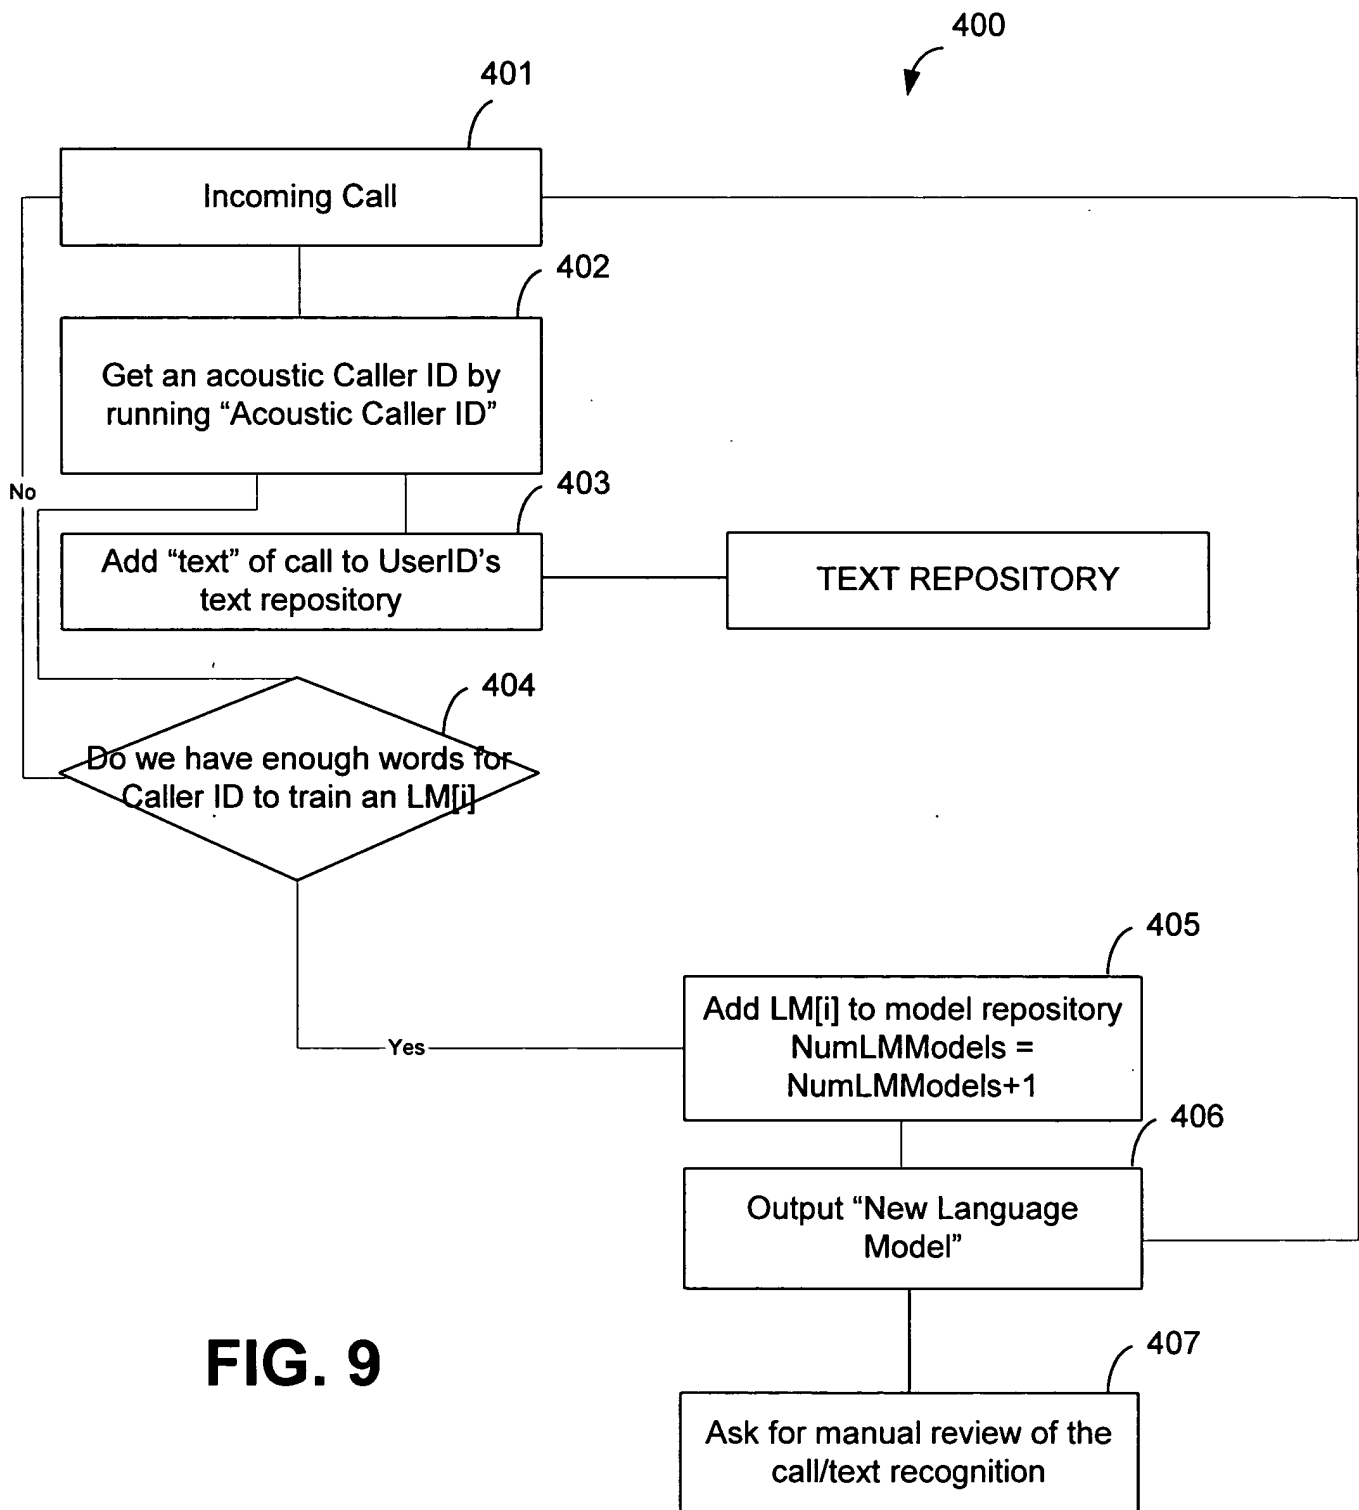 400
401
Incoming Call
402
Get an acoustic Caller ID by
running “Acoustic Caller ID”
No
403
Add “text” of call to UserID’s
text repository
TEXT REPOSITORY
404
Do we have enough words for
Caller ID to train an LM[i]
405
Add LM[i] to model repository
NumLMModels =
NumLMModels+1
Yes
406
Output “New Language
Model”
FIG. 9
407
Ask for manual review of the
call/text recognition